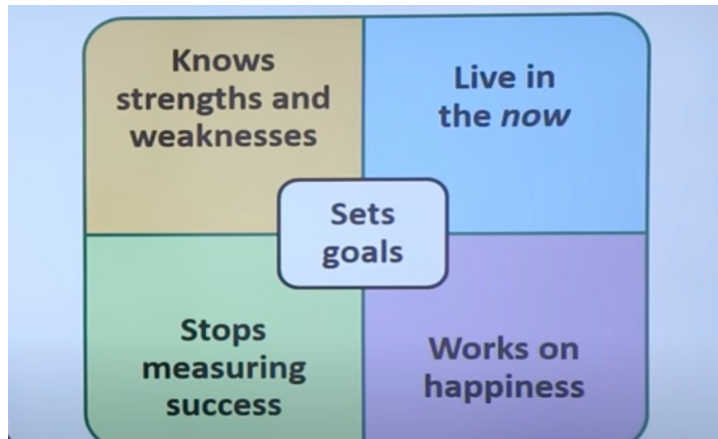 Knows
strengths and
weaknesses
Live in
the now
Sets
goals
Stops
measuring
success
Works on
happiness